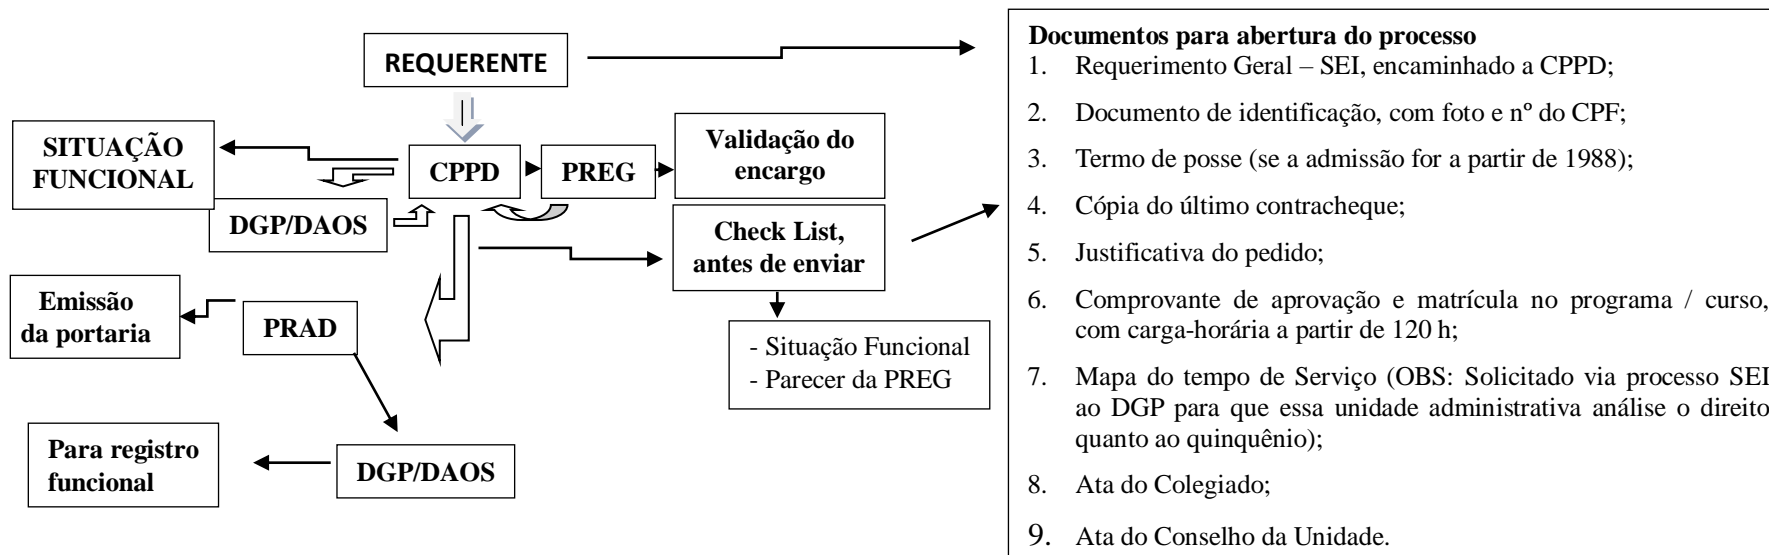 REQUERENTE
SITUAÇÃO
FUNCIONAL
CPPD
PREG
Validação do
encargo
DGP/DAOS
Check List,
antes de enviar
Emissão
da portaria
PRAD
- Situação Funcional
- Parecer da PREG
Para registro
funcional
DGP/DAOS
Documentos para abertura do processo
1. Requerimento Geral – SEI, encaminhado a CPPD;
2. Documento de identificação, com foto e nº do CPF;
3. Termo de posse (se a admissão for a partir de 1988);
4. Cópia do último contracheque;
5. Justificativa do pedido;
6. Comprovante de aprovação e matrícula no programa / curso,
com carga-horária a partir de 120 h;
7. Mapa do tempo de Serviço (OBS: Solicitado via processo SEI
ao DGP para que essa unidade administrativa análise o direito
quanto ao quinquênio);
8. Ata do Colegiado;
9. Ata do Conselho da Unidade.